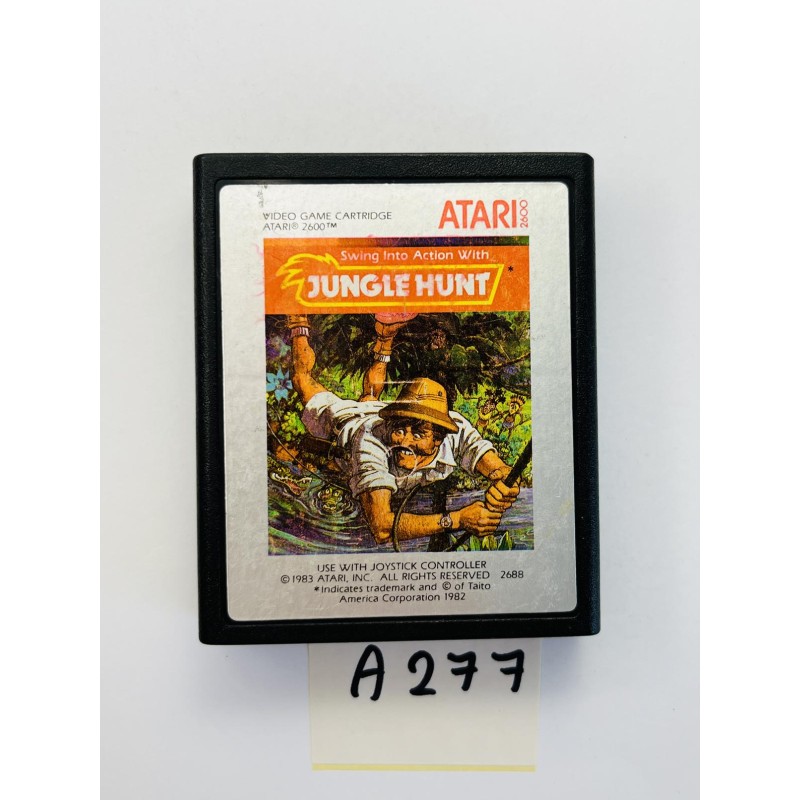 VIDEO GAME CARTRIDGE
ATARI® 2600™
ATARI 2600
Swing Into Action With
JUNGLE HUNT*
USE WITH JOYSTICK CONTROLLER
© 1983 ATARI, INC. ALL RIGHTS RESERVED 2688
*Indicates trademark and © of Taito
America Corporation 1982
A277